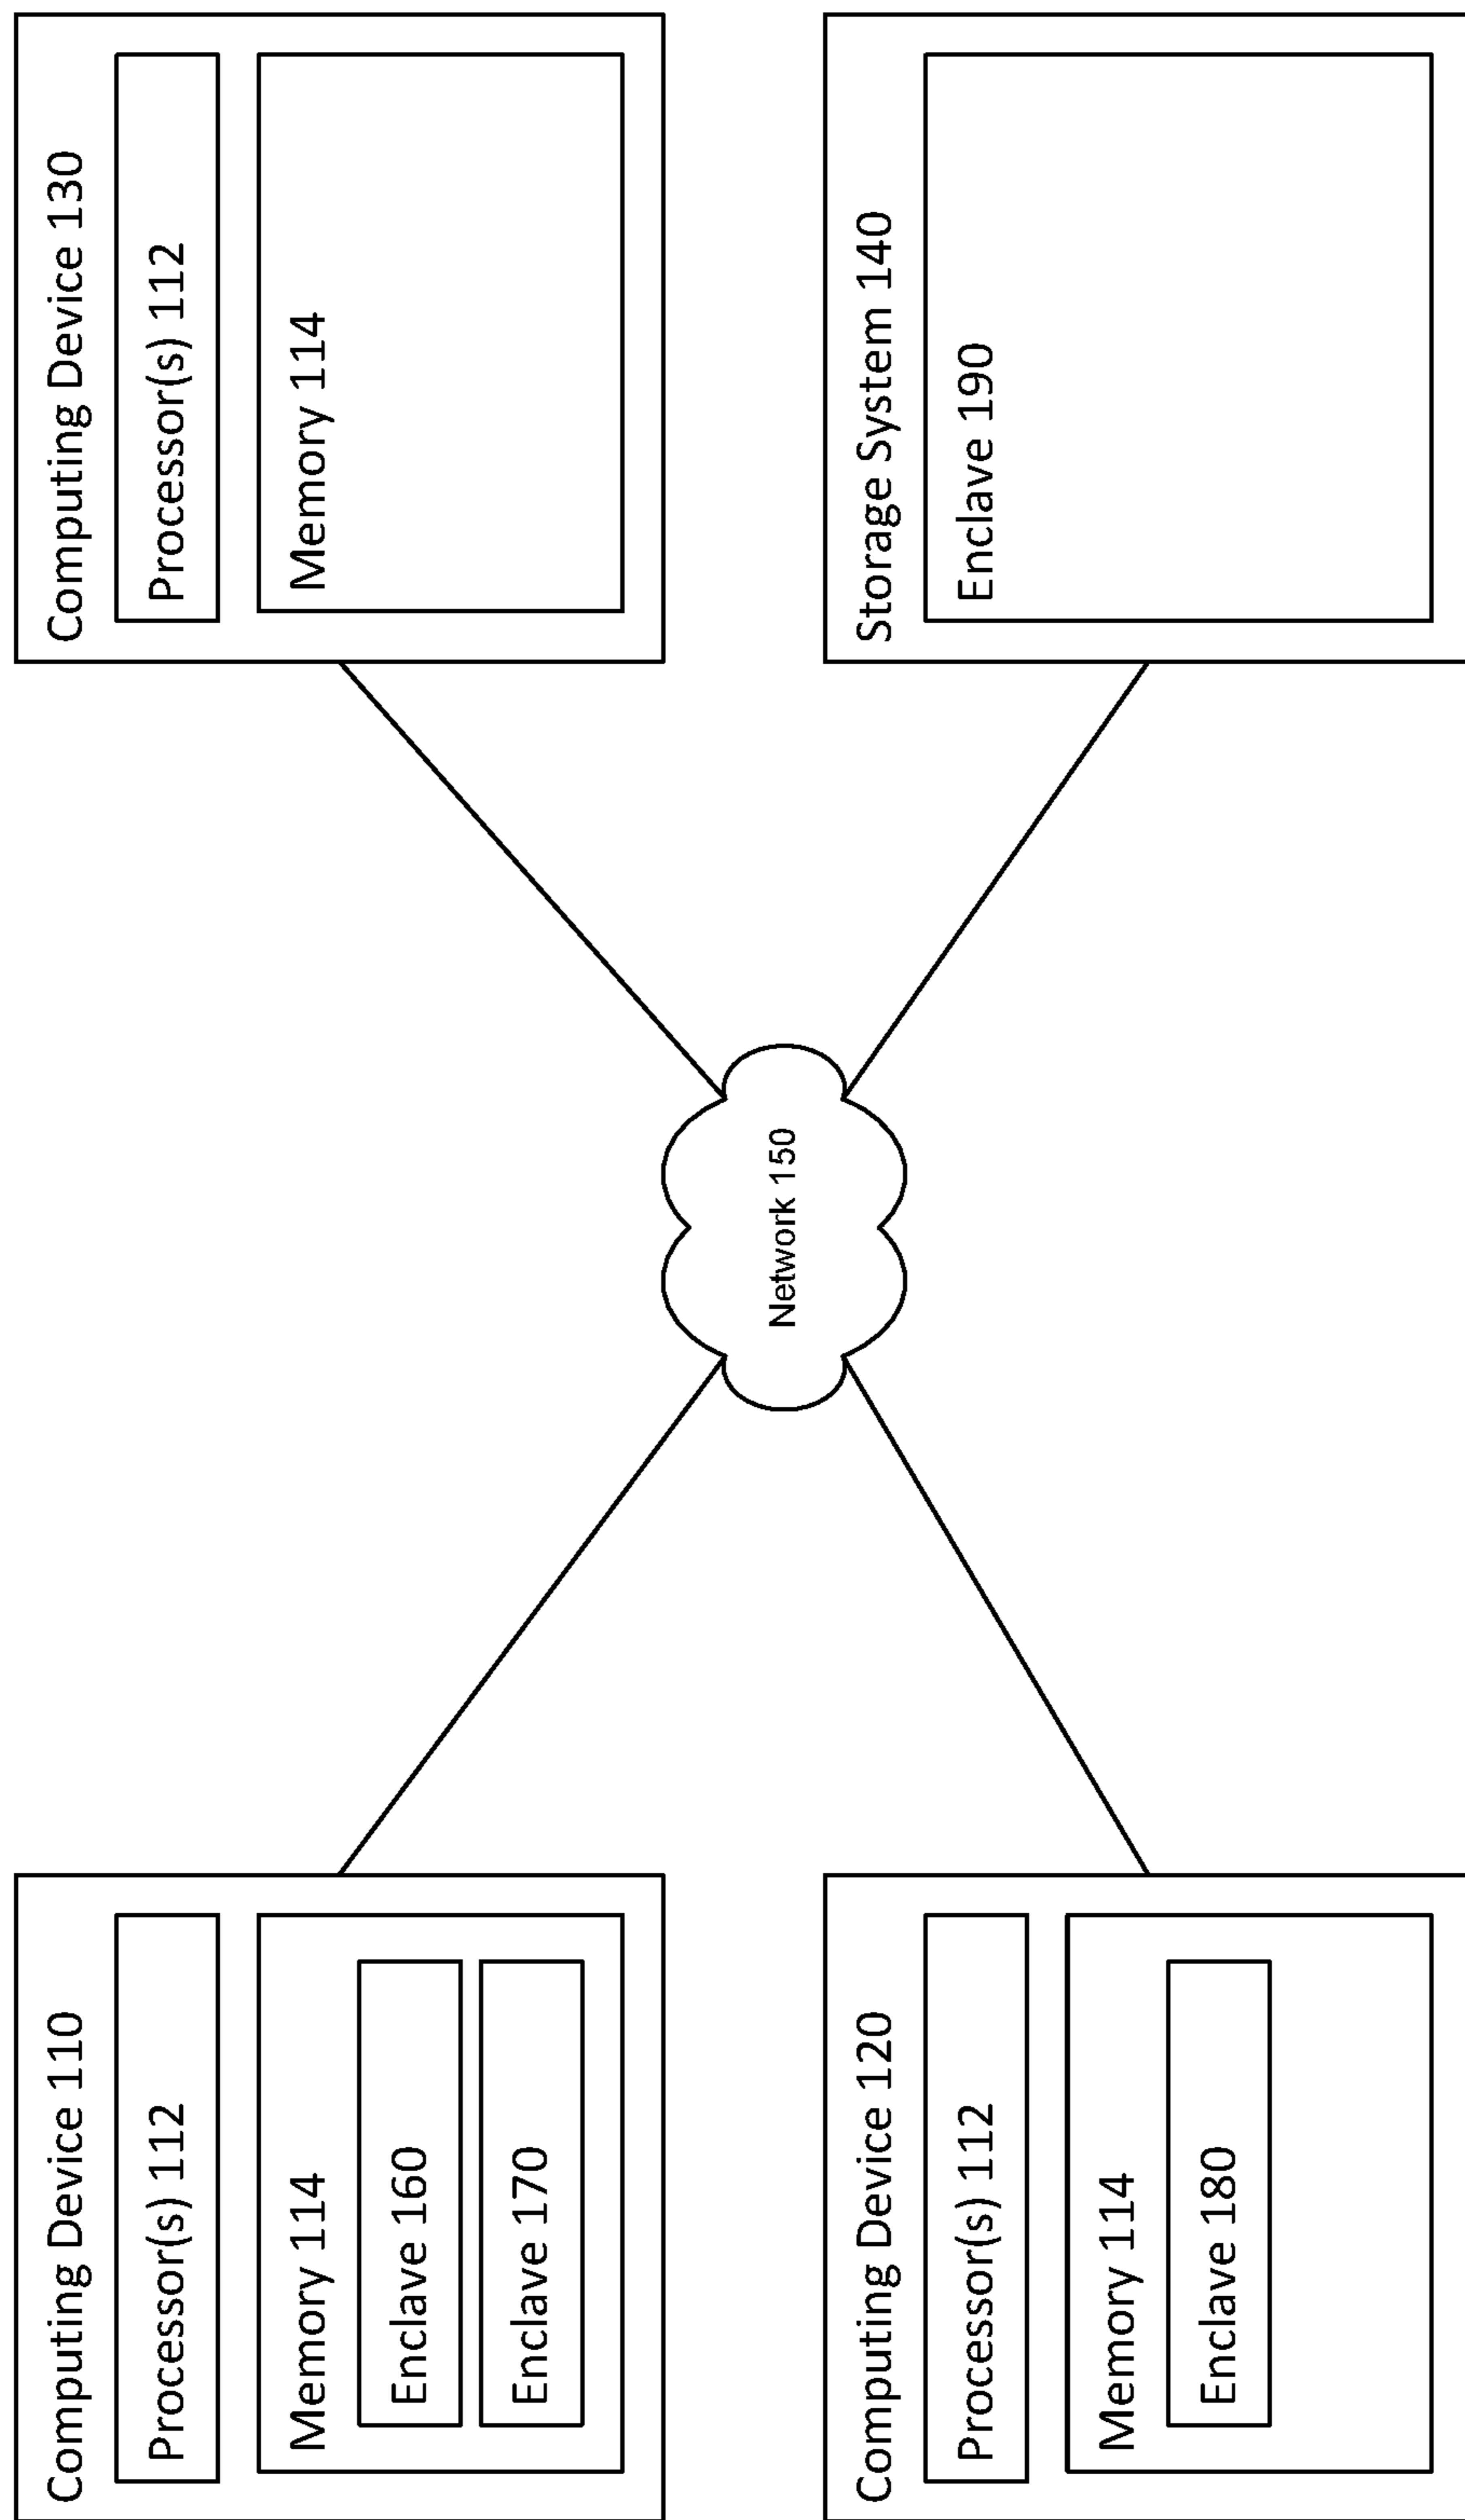 Computing Device 110
Processor(s) 112
Memory 114
Enclave 160
Enclave 170
Computing Device 130
Processor(s) 112
Memory 114
Network 150
Computing Device 120
Processor(s) 112
Memory 114
Enclave 180
Storage System 140
Enclave 190